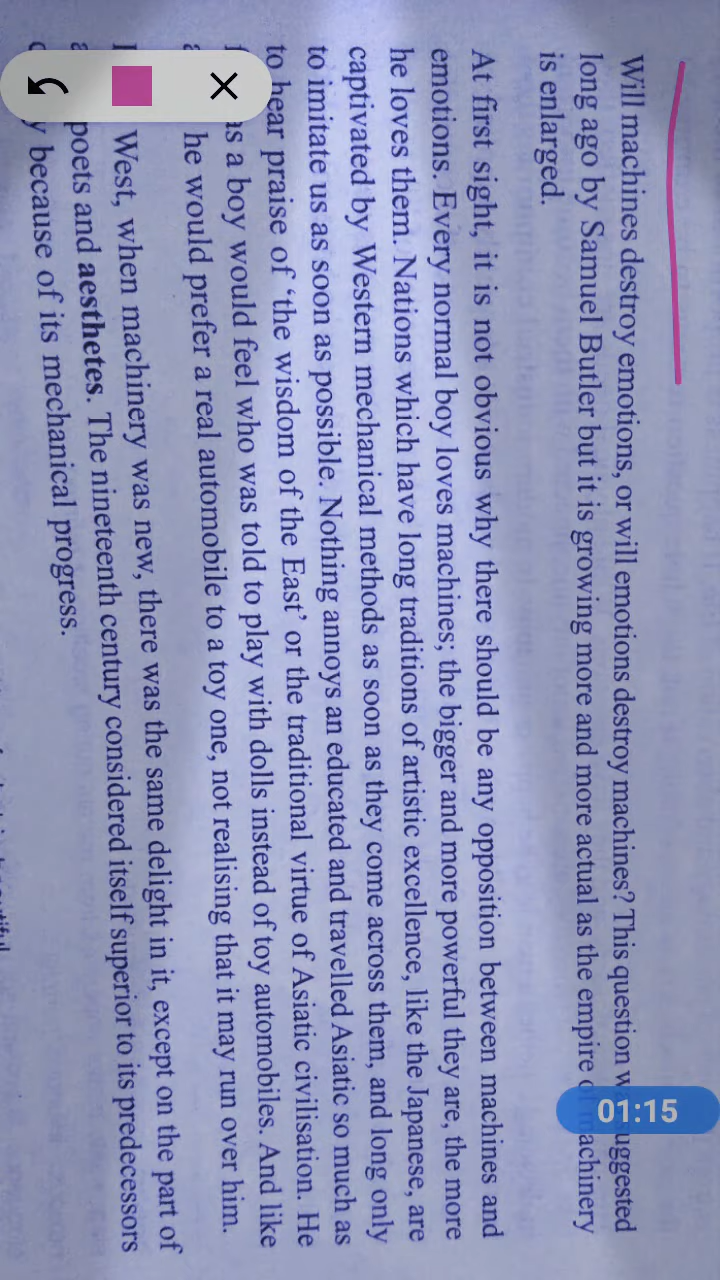 Will machines destroy emotions, or will emotions destroy machines? This question suggested
long ago by Samuel Butler but it is growing more and more actual as the empire machinery
is enlarged.
At first sight, it is not obvious why there should be any opposition between machines and
emotions. Every normal boy loves machines; the bigger and more powerful they are, the more
he loves them. Nations which have long traditions of artistic excellence, like the Japanese, are
captivated by Western mechanical methods as soon as they come across them, and long only
to imitate us as soon as possible. Nothing annoys an educated and travelled Asiatic so much as
to hear praise of ‘the wisdom of the East’ or the traditional virtue of Asiatic civilisation. He
as a boy would feel who was told to play with dolls instead of toy automobiles. And like
he would prefer a real automobile to a toy one, not realising that it may run over him.
West, when machinery was new, there was the same delight in it, except on the part of
poets and aesthetes. The nineteenth century considered itself superior to its predecessors
because of its mechanical progress.
01:15